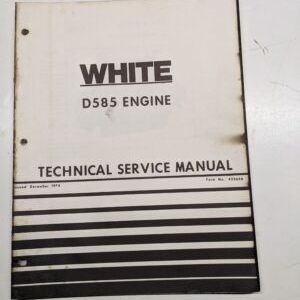 WHITE
D585 ENGINE
TECHNICAL SERVICE MANUAL
Issued December 1974
Form No.